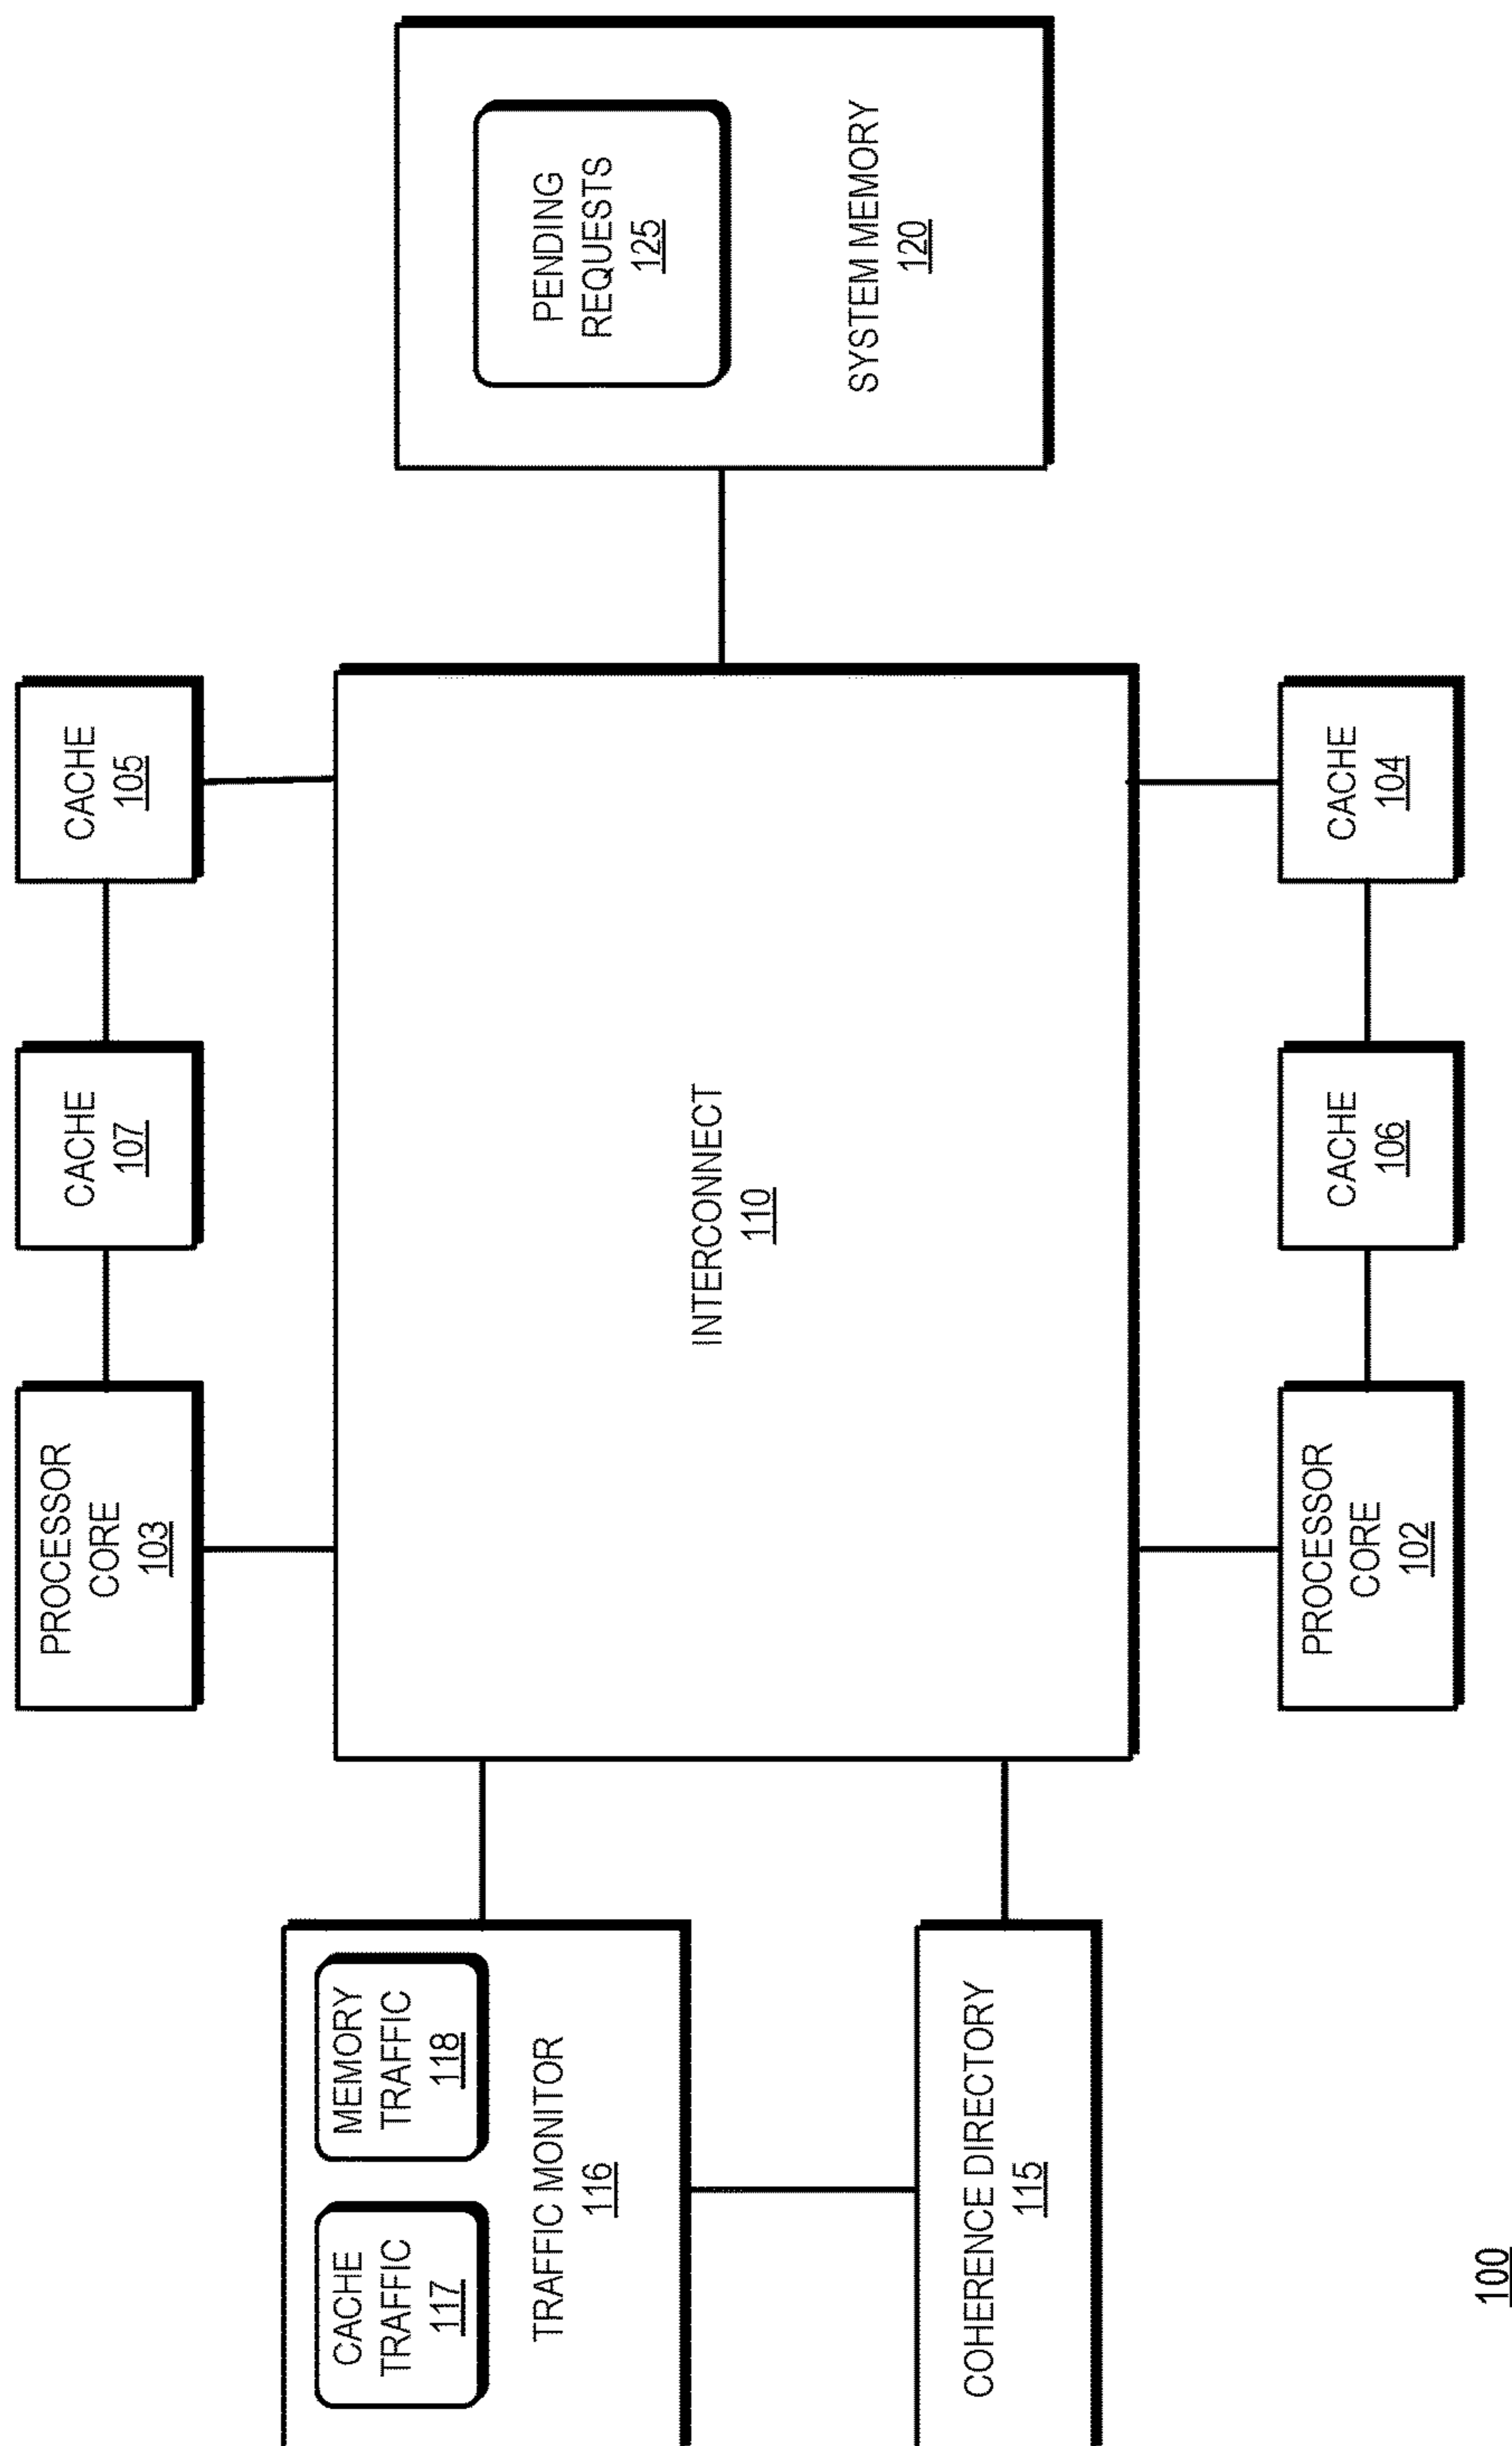 PROCESSOR
CORE
103
CACHE
107
CACHE
105
CACHE
TRAFFIC
117
MEMORY
TRAFFIC
118
TRAFFIC MONITOR
116
INTERCONNECT
110
PENDING
REQUESTS
125
SYSTEM MEMORY
120
COHERENCE DIRECTORY
115
PROCESSOR
CORE
102
CACHE
106
CACHE
104
100